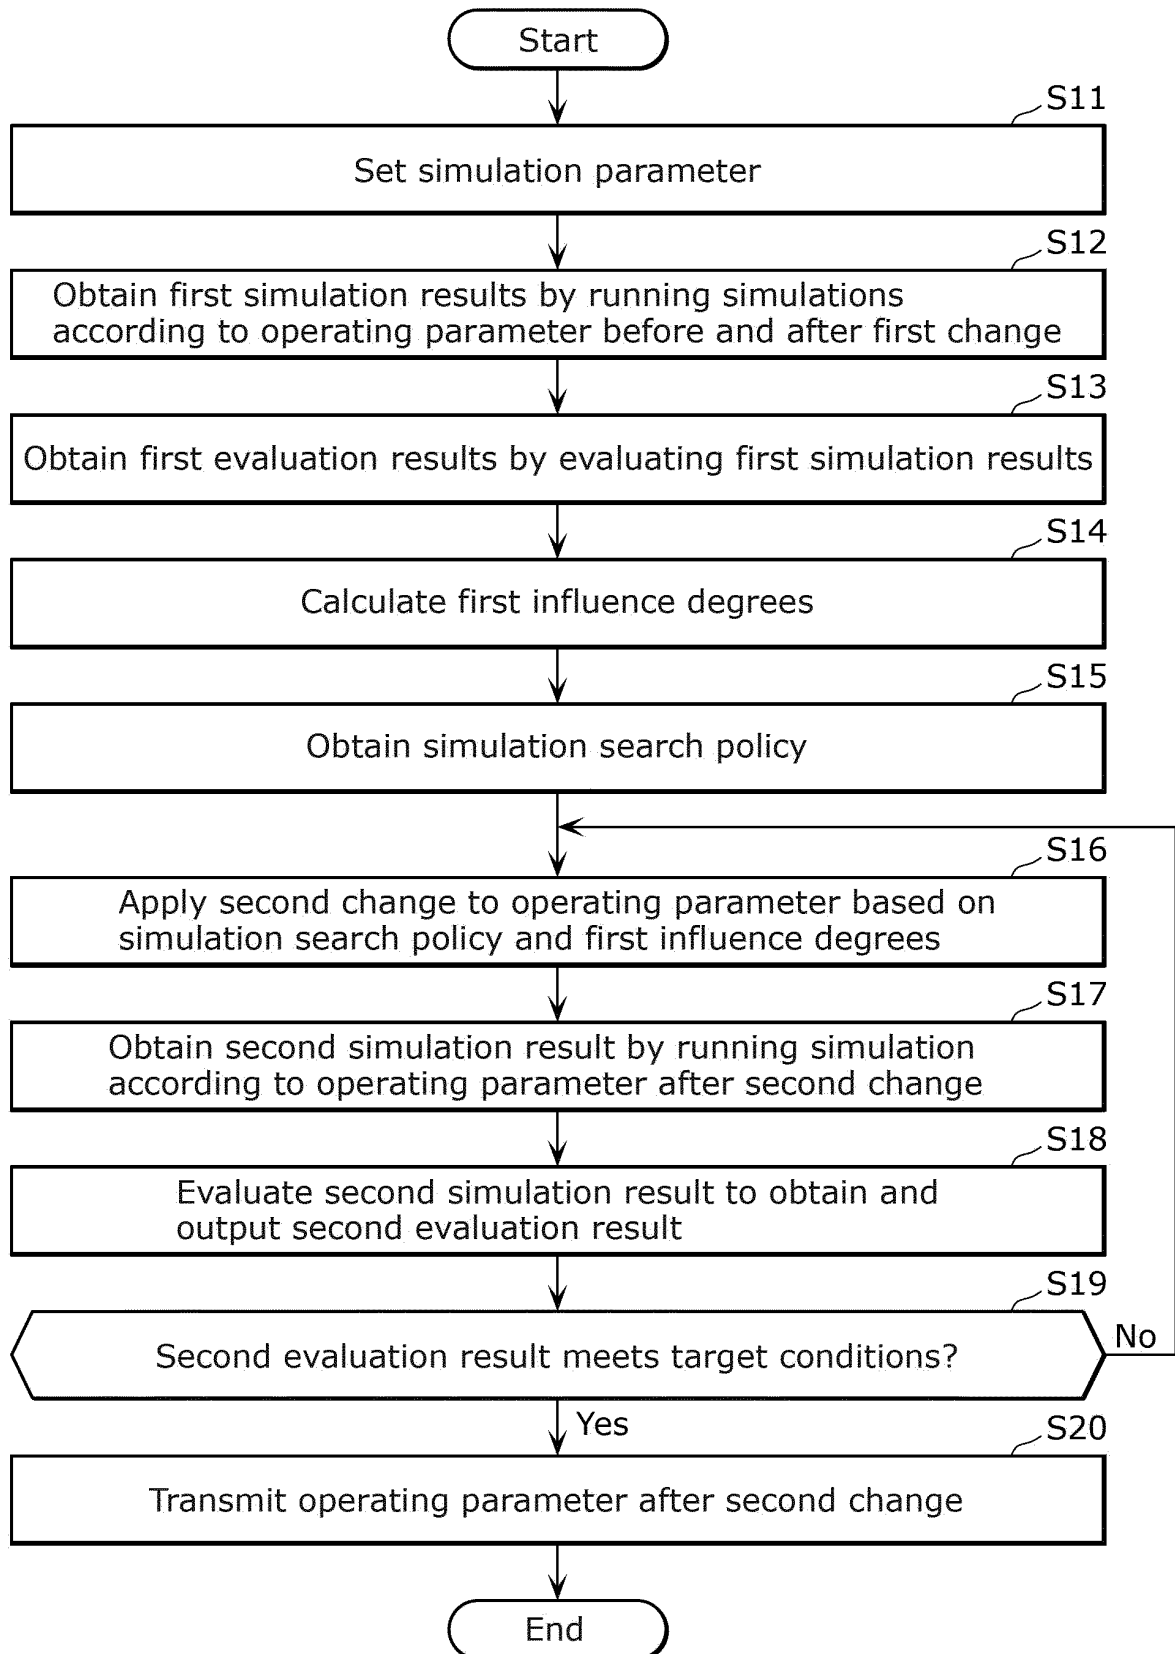 Start
S11
Set simulation parameter
S12
Obtain first simulation results by running simulations
according to operating parameter before and after first change
S13
Obtain first evaluation results by evaluating first simulation results
S14
Calculate first influence degrees
S15
Obtain simulation search policy
S16
Apply second change to operating parameter based on
simulation search policy and first influence degrees
S17
Obtain second simulation result by running simulation
according to operating parameter after second change
S18
Evaluate second simulation result to obtain and
output second evaluation result
S19
Second evaluation result meets target conditions?
No
Yes
S20
Transmit operating parameter after second change
End